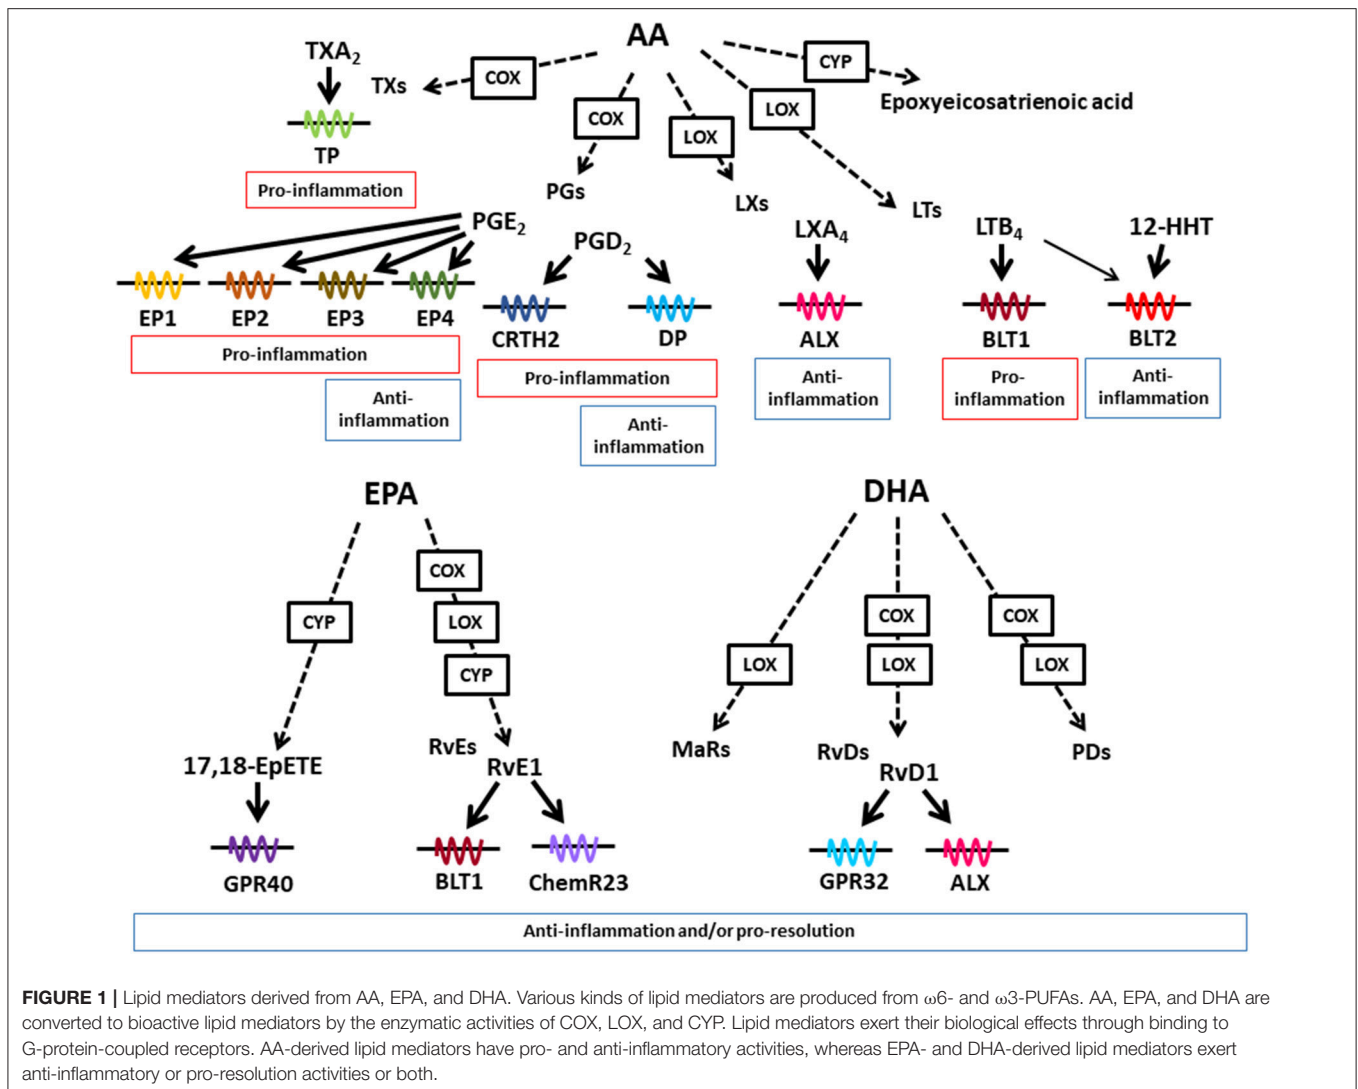 AA
TXA2
TXs
COX
CYP
Epoxyeicosatrienoic acid
COX
LOX
LOX
TP
Pro-inflammation
PGs
LXs
LTs
PGE2
PGD2
LXA4
LTB4
12-HHT
EP1
EP2
EP3
EP4
CRTH2
DP
ALX
BLT1
BLT2
Pro-inflammation
Anti-
inflammation
Pro-inflammation
Anti-
inflammation
Anti-
inflammation
Pro-
inflammation
Anti-
inflammation
EPA
CYP
COX
LOX
CYP
17,18-EpETE
RvEs
RvE1
GPR40
BLT1
ChemR23
DHA
LOX
COX
LOX
COX
LOX
MaRs
RvDs
RvD1
PDs
GPR32
ALX
Anti-inflammation and/or pro-resolution
FIGURE 1 | Lipid mediators derived from AA, EPA, and DHA. Various kinds of lipid mediators are produced from ω6- and ω3-PUFAs. AA, EPA, and DHA are
converted to bioactive lipid mediators by the enzymatic activities of COX, LOX, and CYP. Lipid mediators exert their biological effects through binding to
G-protein-coupled receptors. AA-derived lipid mediators have pro- and anti-inflammatory activities, whereas EPA- and DHA-derived lipid mediators exert
anti-inflammatory or pro-resolution activities or both.